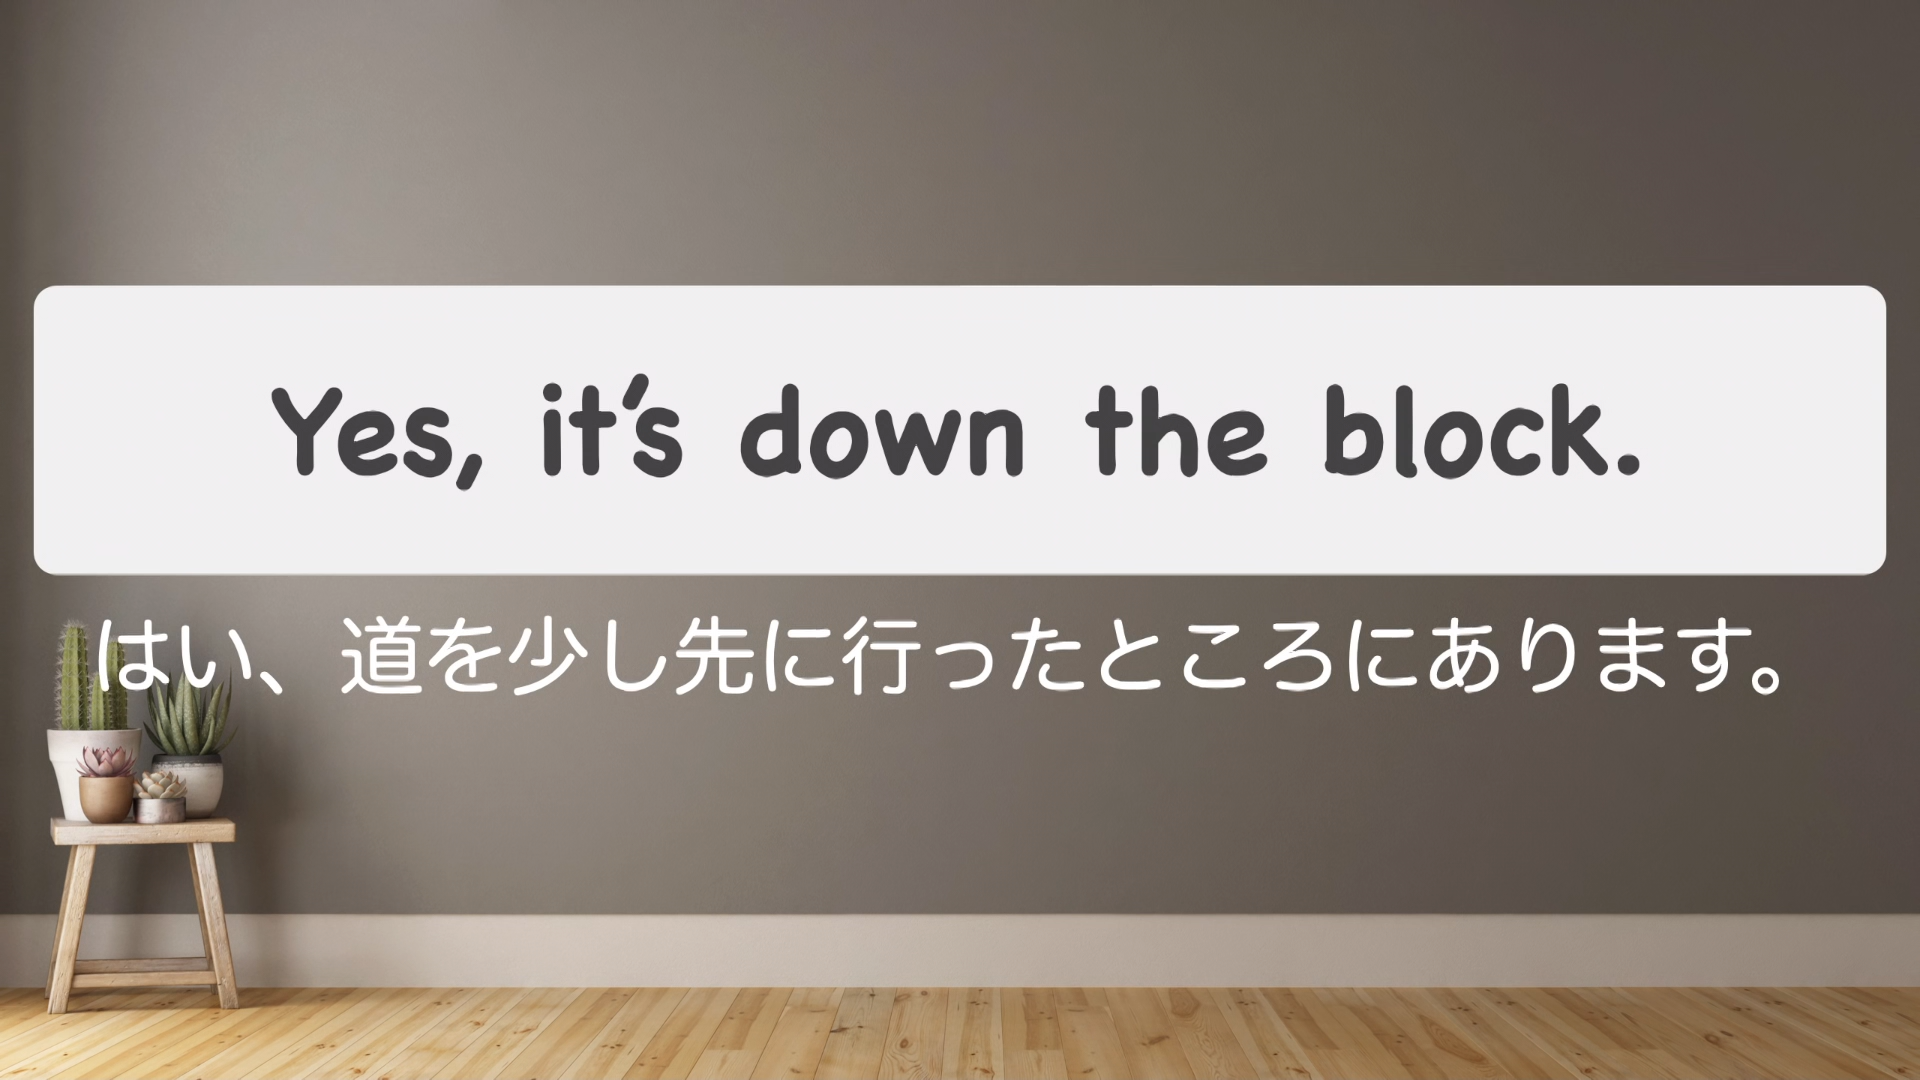 Yes, it's down the block.
はい、道を少し先に行ったところにあります。